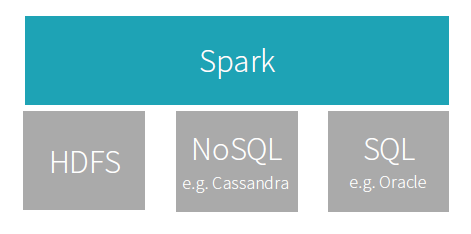 Spark
HDFS
NoSQL
e.g. Cassandra
SQL
e.g. Oracle